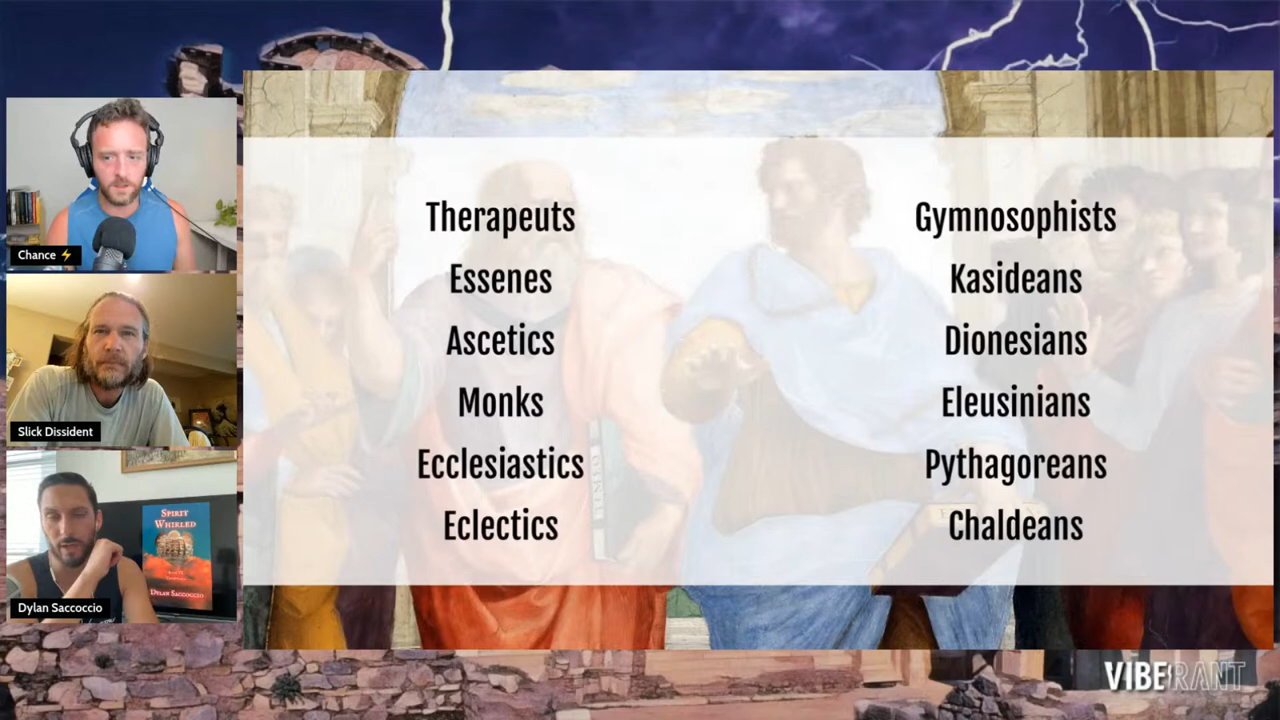 Chance ⚡
Slick Dissident
SPIRIT
WHIRLED
DYLAN SACCOCCIO
Dylan Saccoccio
Therapeuts
Essenes
Ascetics
Monks
Ecclesiastics
Eclectics
Gymnosophists
Kasideans
Dionesians
Eleusinians
Pythagoreans
Chaldeans
VIBERANT